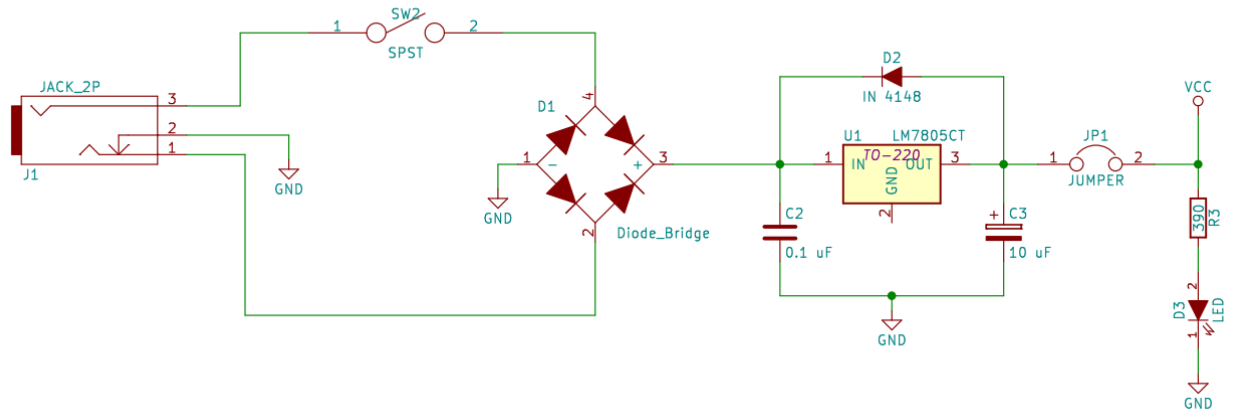 SW2
1 2
SPST
JACK_2P
3
2
1
J1
GND
D1
4
1 - + 3
2
GND
Diode_Bridge
D2
IN 4148
U1 LM7805CT
TO-220
1 IN OUT 3
GND
2
C2
0.1 uF
+ C3
10 uF
GND
JP1
1 2
JUMPER
VCC
390
R3
2
D3
LED
1
GND